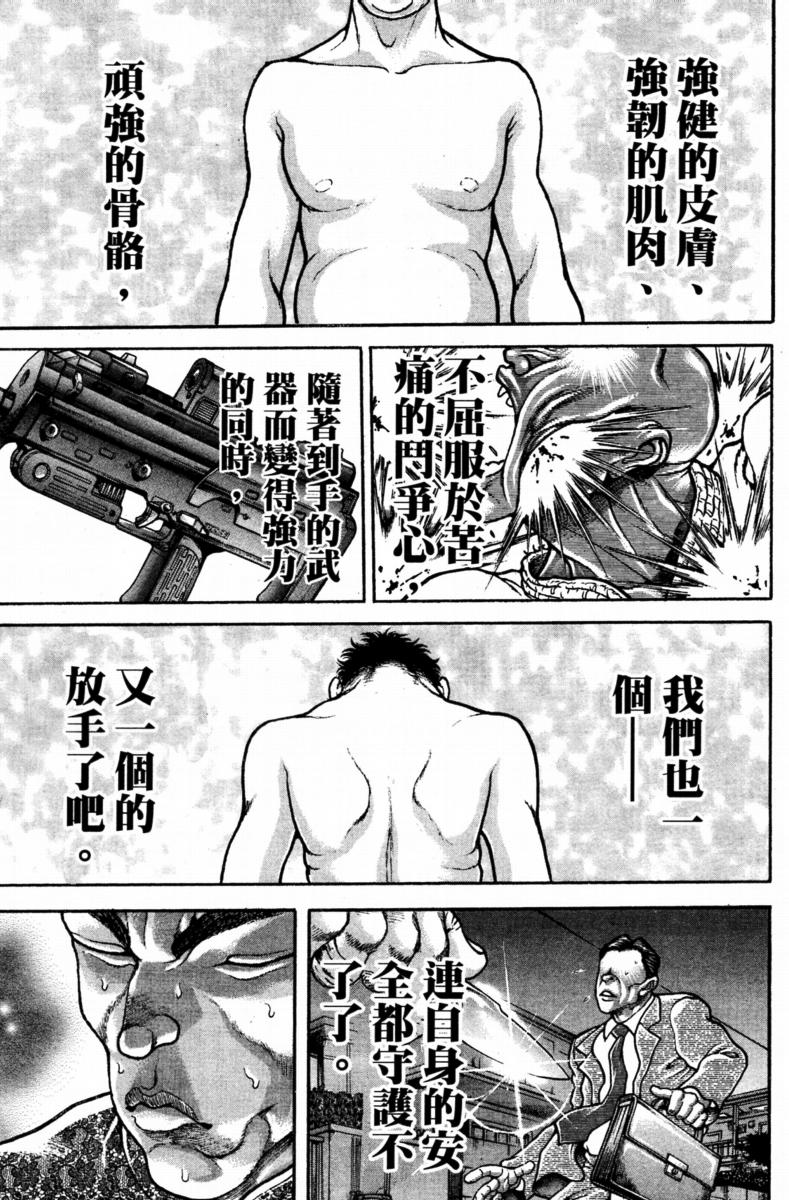 強健的皮膚、
強韌的肌肉、
頑強的骨骼，
不屈服於苦
痛的鬥爭心，
隨著到手的武
器而變得強力
的同時，
我們也一
個——
又一個的
放手了吧。
連自身的安
全都守護不
了了。